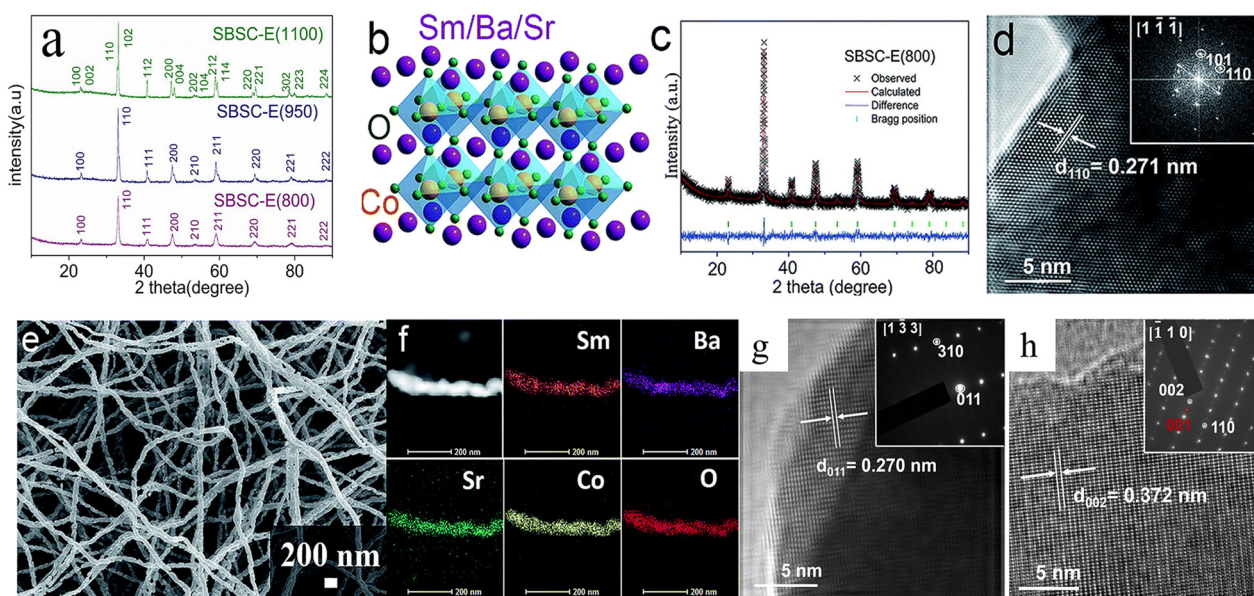 a
SBSC-E(1100)
110
102
100
002
112
200
004
202
104
212
114
220
221
302
223
224
SBSC-E(950)
110
100
111
200
210
211
220
221
222
SBSC-E(800)
110
100
111
200
210
211
220
221
222
intensity(a.u)
20 40 60 80
2 theta(degree)
b
Sm/Ba/Sr
O
Co
c
SBSC-E(800)
Observed
Calculated
Difference
Bragg position
Intensity (a.u.)
20 40 60 80
2 theta(degree)
d
[1 1̅ 1̅]
101
110
d110= 0.271 nm
5 nm
e
200 nm
f
Sm
Ba
200 nm
200 nm
200 nm
Sr
Co
O
200 nm
200 nm
200 nm
g
[1 3̅ 3]
310
011
d011= 0.270 nm
5 nm
h
[1̅ 1 0]
002
001
110
d002= 0.372 nm
5 nm